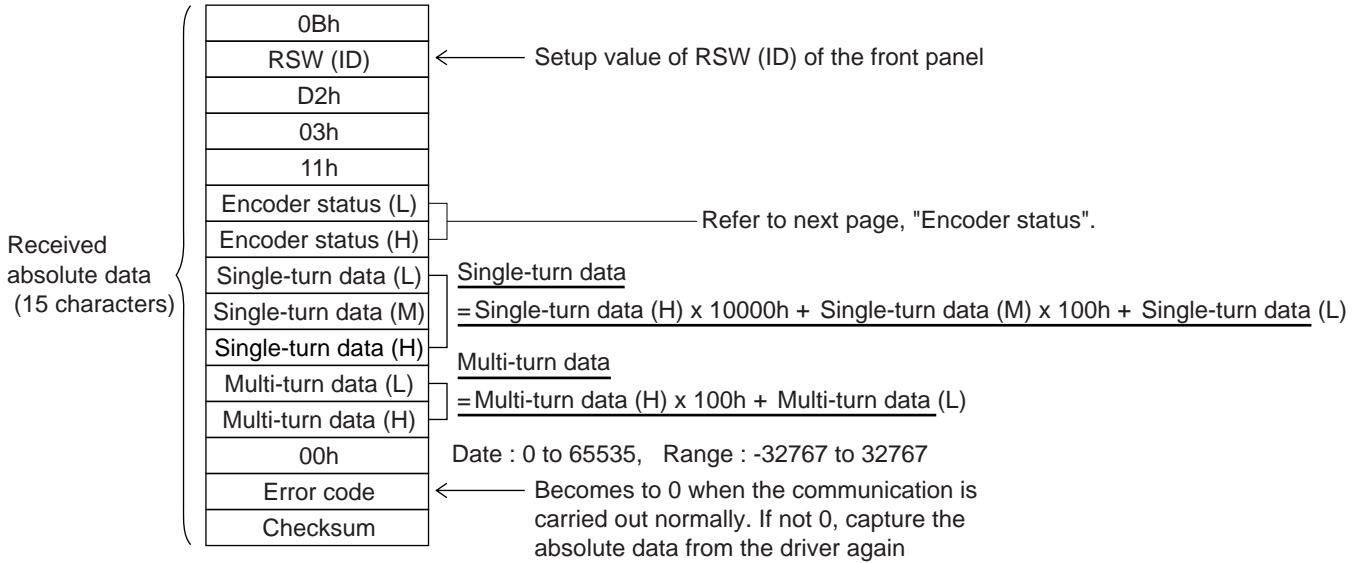 0Bh
RSW (ID)
Setup value of RSW (ID) of the front panel
D2h
03h
11h
Encoder status (L)
Encoder status (H)
Refer to next page, "Encoder status".
Received
absolute data
(15 characters)
Single-turn data (L)
Single-turn data (M)
Single-turn data (H)
Single-turn data
=Single-turn data (H) x 10000h + Single-turn data (M) x 100h + Single-turn data (L)
Multi-turn data (L)
Multi-turn data (H)
Multi-turn data
=Multi-turn data (H) x 100h + Multi-turn data (L)
00h
Date : 0 to 65535, Range : -32767 to 32767
Error code
Becomes to 0 when the communication is
carried out normally. If not 0, capture the
absolute data from the driver again
Checksum